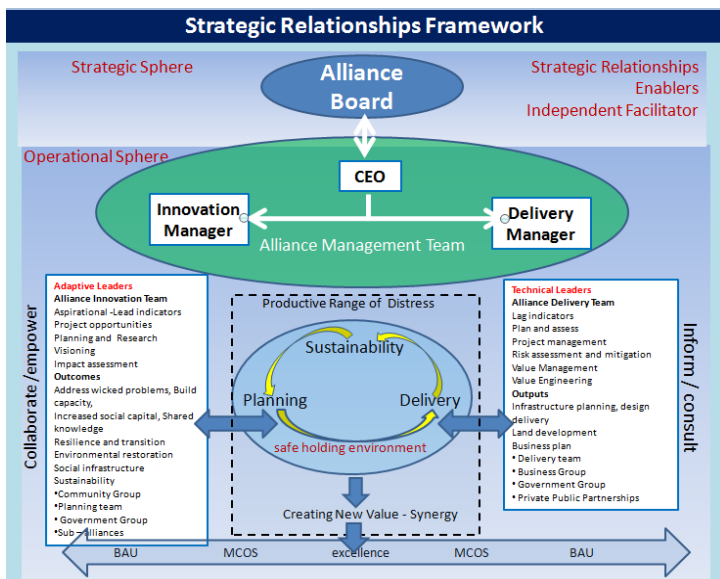 Strategic Relationships Framework
Strategic Sphere
Alliance
Board
Strategic Relationships
Enablers
Independent Facilitator
Operational Sphere
CEO
Innovation
Manager
Delivery
Manager
Alliance Management Team
Collaborate /empower
Adaptive Leaders
Alliance Innovation Team
Aspirational -Lead indicators
Project opportunities
Planning and Research
Visioning
Impact assessment
Outcomes
Address wicked problems, Build
capacity,
Increased social capital, Shared
knowledge
Resilience and transition
Environmental restoration
Social infrastructure
Sustainability
•Community Group
•Planning team
• Government Group
•Sub – alliances
Productive Range of Distress
Sustainability
Planning
Delivery
safe holding environment
Creating New Value - Synergy
Technical Leaders
Alliance Delivery Team
Lag indicators
Plan and assess
Project management
Risk assessment and mitigation
Value Management
Value Engineering
Outputs
Infrastructure planning, design
delivery
Land development
Business plan
• Delivery team
• Business Group
• Government Group
• Private Public Partnerships
Inform / consult
BAU MCOS excellence MCOS BAU